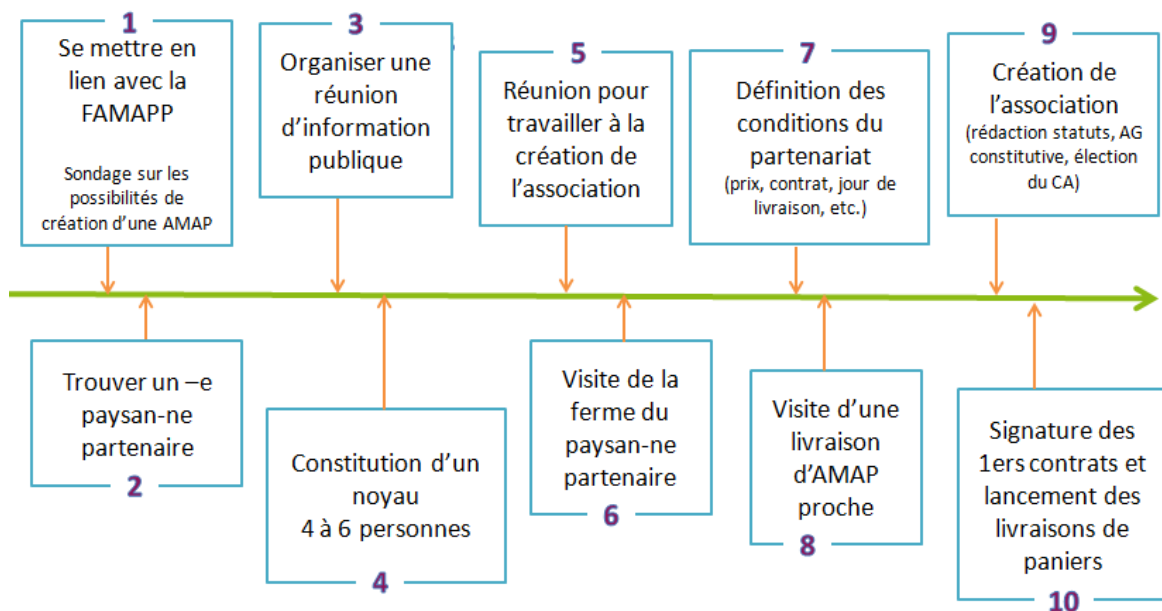 1
Se mettre en
lien avec la
FAMAPP
Sondage sur les
possibilités de
création d’une AMAP
Trouver un –e
paysan-ne
partenaire
2
3
Organiser une
réunion
d’information
publique
Constitution d’un
noyau
4 à 6 personnes
4
5
Réunion pour
travailler à la
création de
l’association
Visite de la
ferme du
paysan-ne
partenaire
6
7
Définition des
conditions du
partenariat
(prix, contrat, jour de
livraison, etc.)
Visite d’une
livraison
d’AMAP
proche
8
9
Création de
l’association
(rédaction statuts, AG
constitutive, élection
du CA)
Signature des
1ers contrats et
lancement des
livraisons de
paniers
10